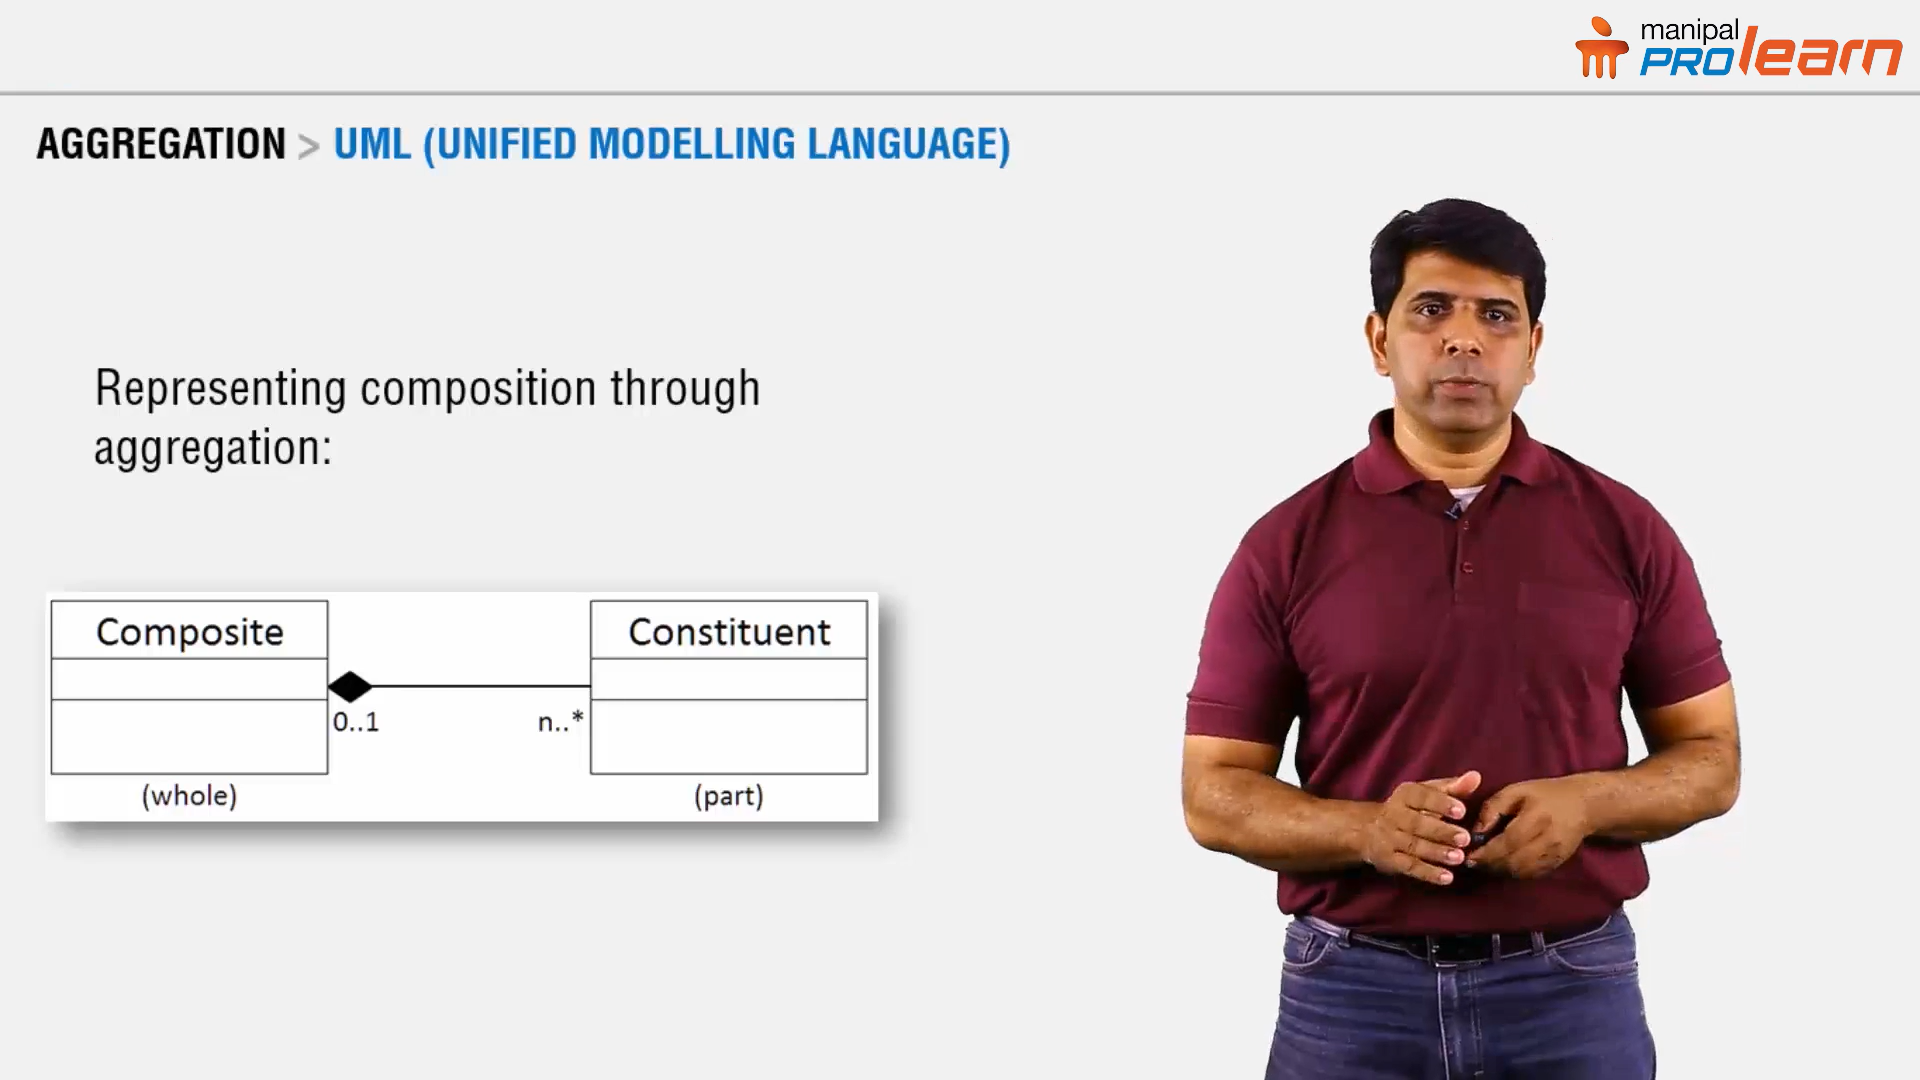 manipal
PROlearn
AGGREGATION > UML (UNIFIED MODELLING LANGUAGE)
Representing composition through
aggregation:
Composite
Constituent
0..1
n..*
(whole)
(part)